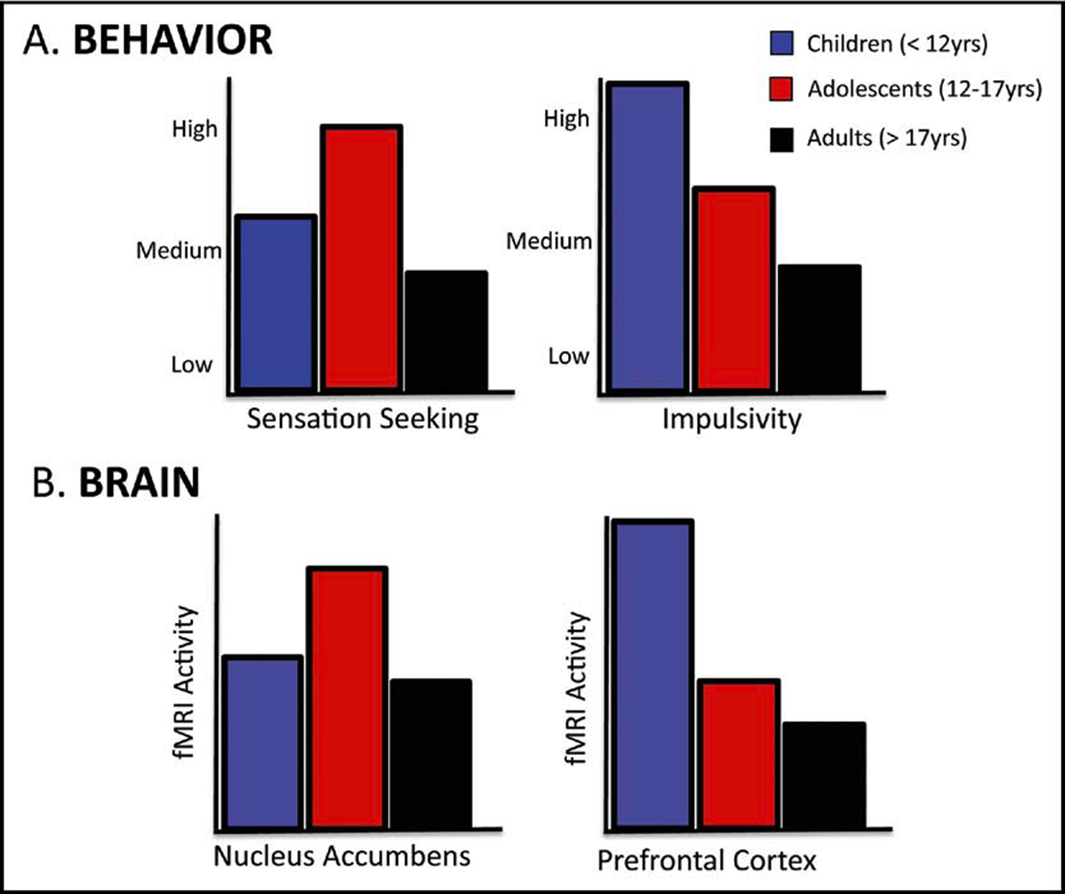 A. BEHAVIOR
Children (< 12yrs)
Adolescents (12-17yrs)
Adults (> 17yrs)
High
Medium
Low
Sensation Seeking
High
Medium
Low
Impulsivity
B. BRAIN
fMRI Activity
Nucleus Accumbens
fMRI Activity
Prefrontal Cortex